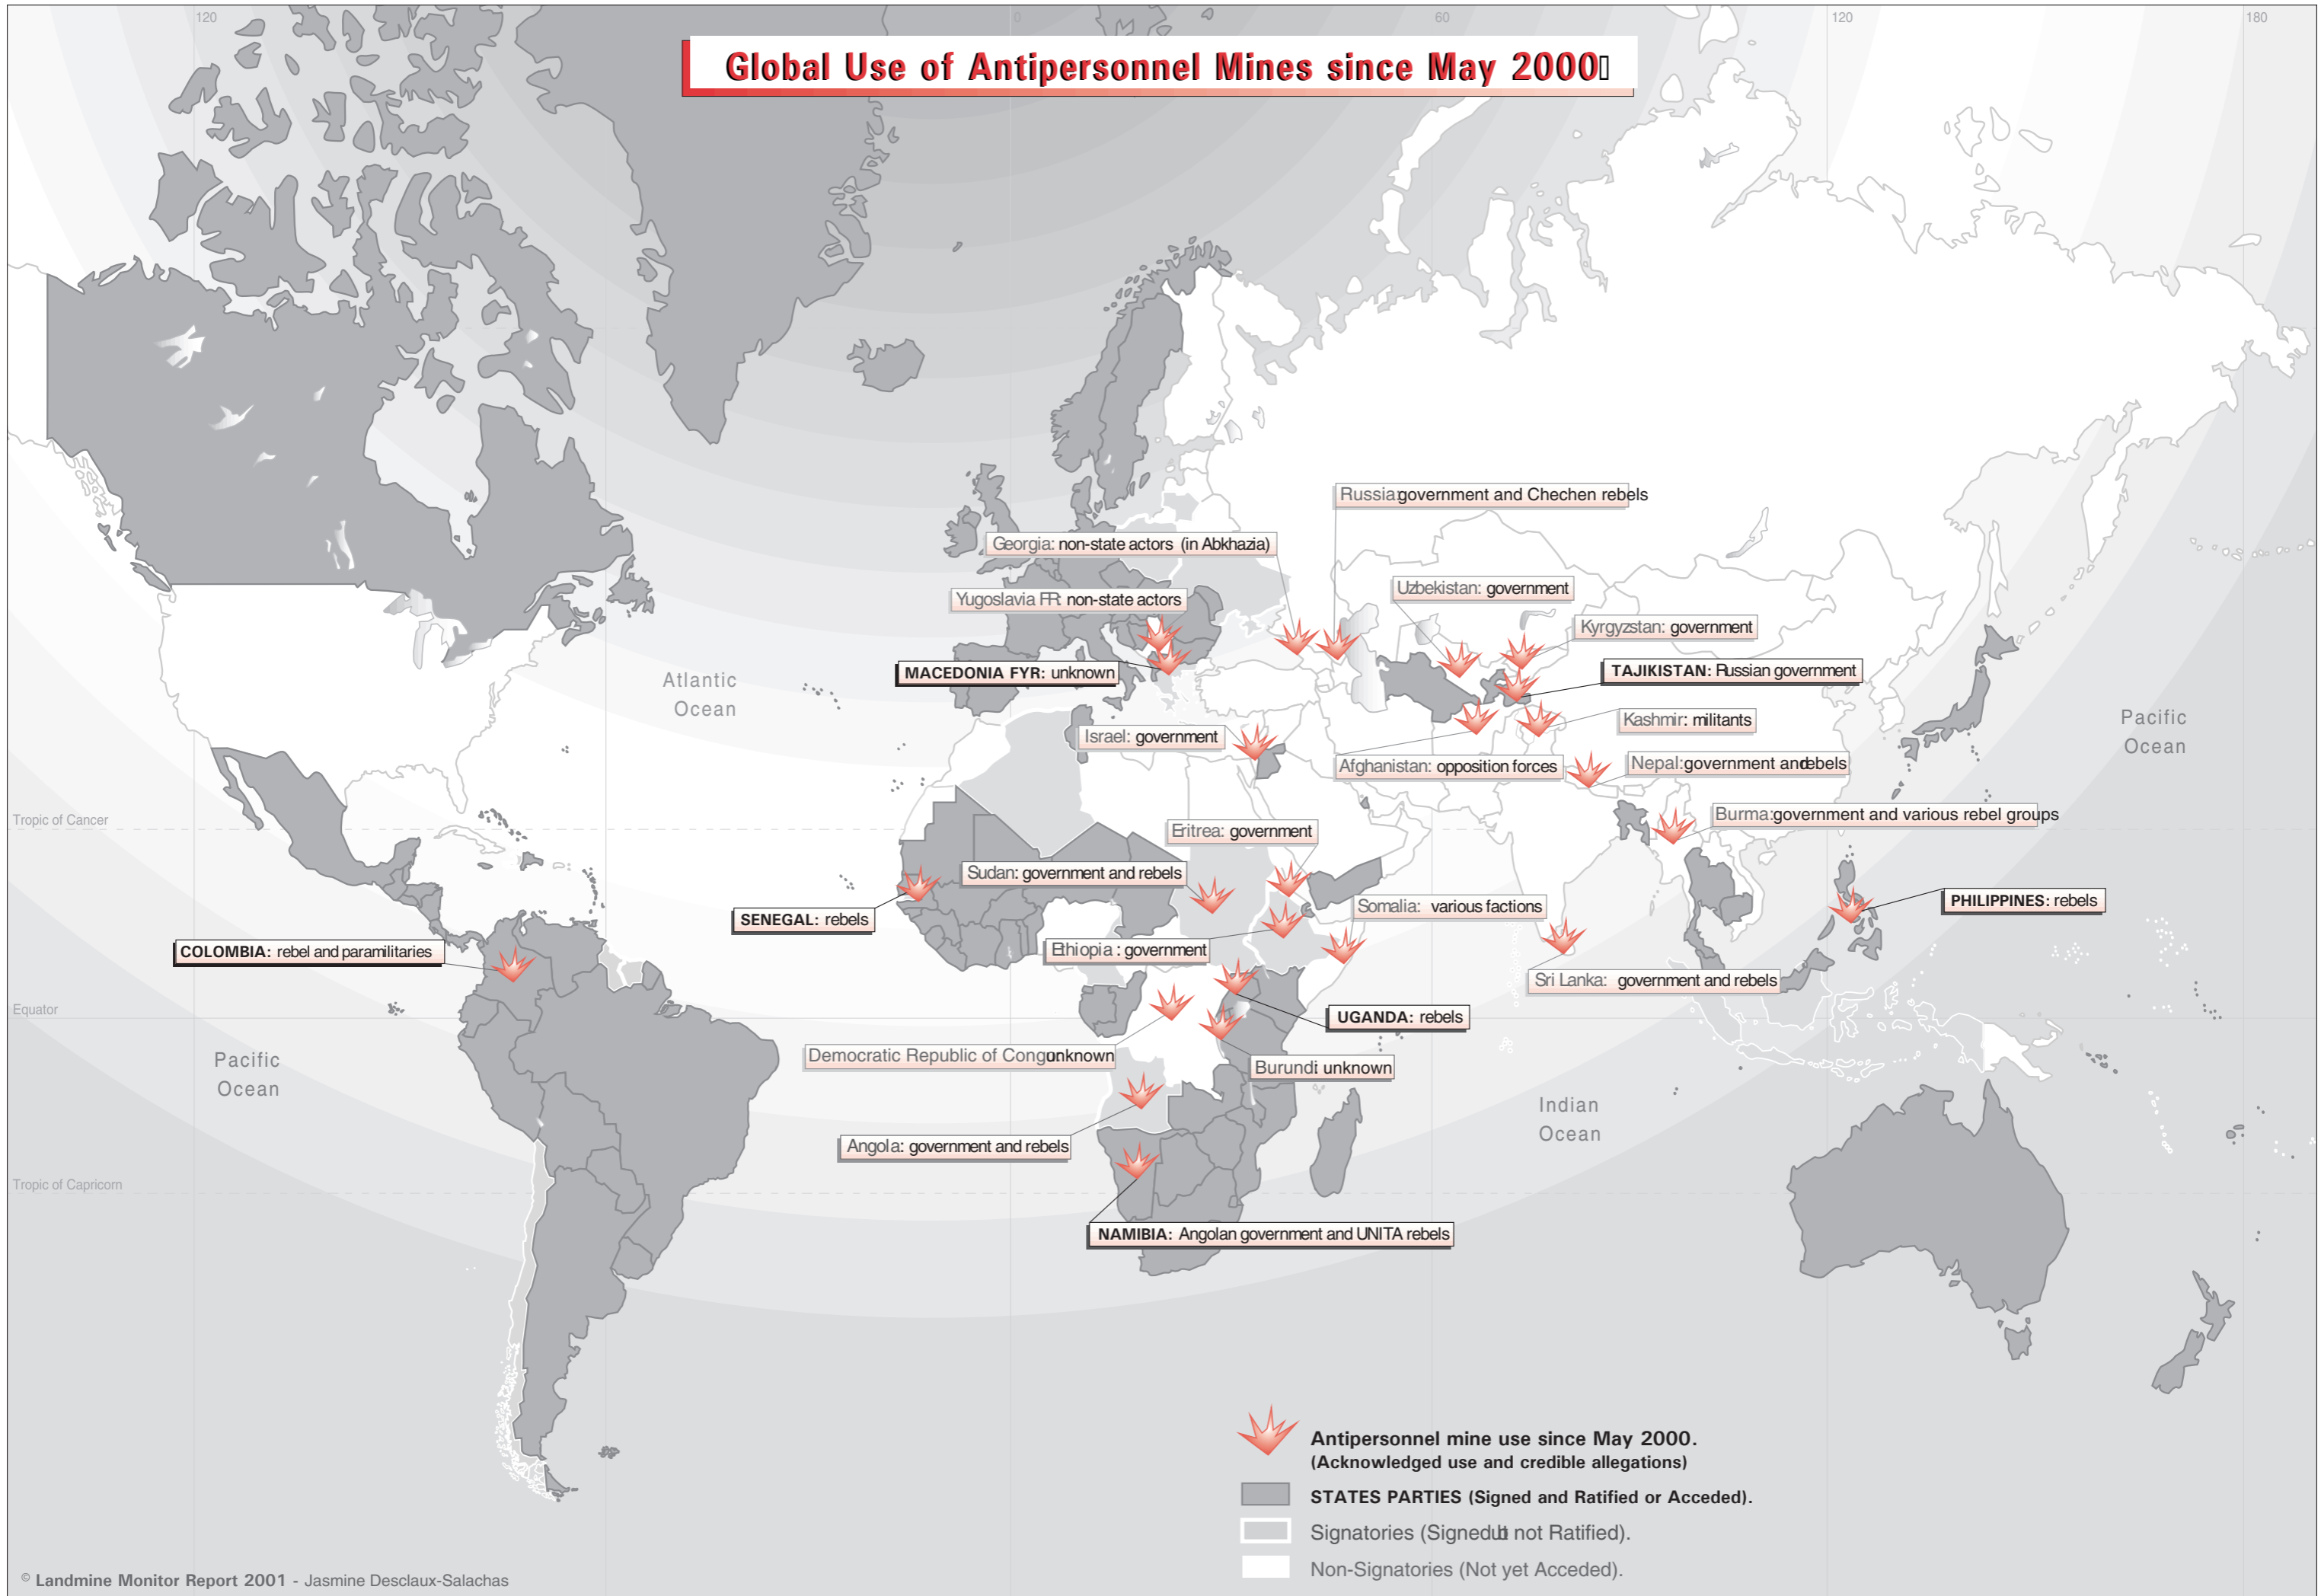 120
0
60
120
180
Global Use of Antipersonnel Mines since May 2000
Russia: government and Chechen rebels
Georgia: non-state actors (in Abkhazia)
Uzbekistan: government
Yugoslavia FR: non-state actors
Kyrgyzstan: government
MACEDONIA FYR: unknown
TAJIKISTAN: Russian government
Atlantic
Ocean
Kashmir: militants
Pacific
Ocean
Israel: government
Afghanistan: opposition forces
Nepal: government and rebels
Tropic of Cancer
Burma: government and various rebel groups
Eritrea: government
Sudan: government and rebels
SENEGAL: rebels
Somalia: various factions
PHILIPPINES: rebels
COLOMBIA: rebel and paramilitaries
Ethiopia : government
Sri Lanka: government and rebels
Equator
UGANDA: rebels
Democratic Republic of Congo: unknown
Burundi: unknown
Pacific
Ocean
Indian
Ocean
Angola: government and rebels
Tropic of Capricorn
NAMIBIA: Angolan government and UNITA rebels
Antipersonnel mine use since May 2000.
(Acknowledged use and credible allegations)
STATES PARTIES (Signed and Ratified or Acceded).
Signatories (Signed but not Ratified).
Non-Signatories (Not yet Acceded).
© Landmine Monitor Report 2001 - Jasmine Desclaux-Salachas